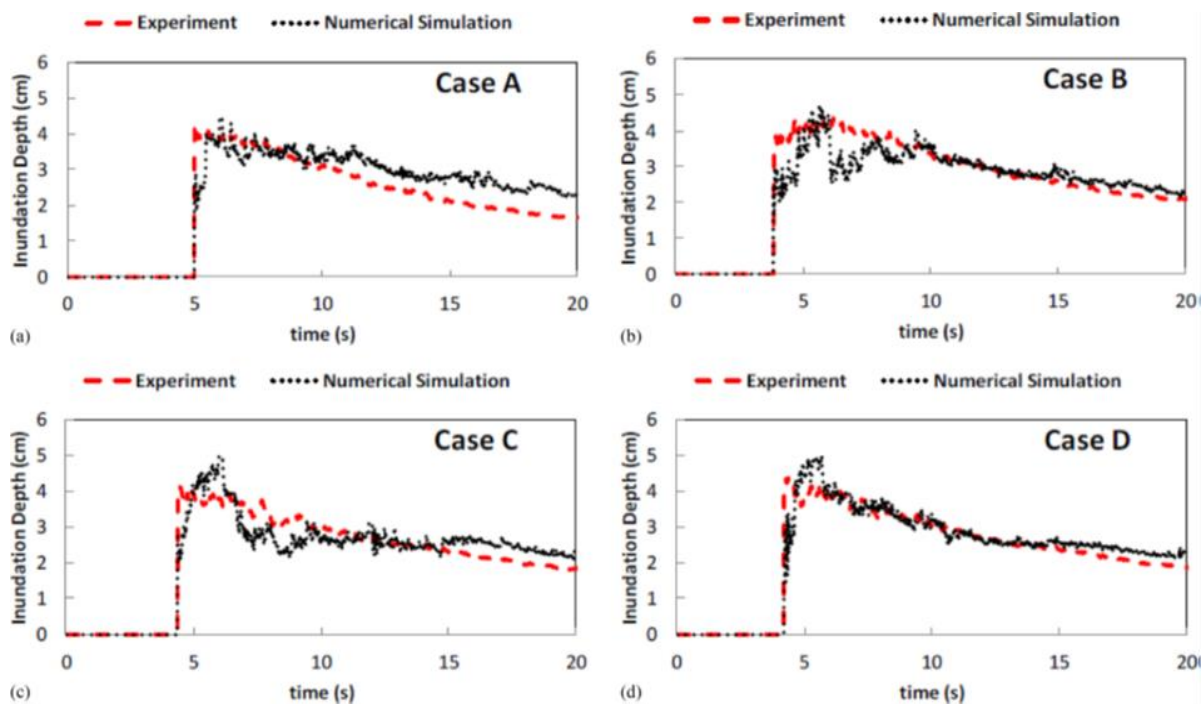 Experiment Numerical Simulation
Case A
Inundation Depth (cm)
6
5
4
3
2
1
0
0 5 10 15 20
time (s)
(a)
Experiment Numerical Simulation
Case B
Inundation Depth (cm)
6
5
4
3
2
1
0
0 5 10 15 20
time (s)
(b)
Experiment Numerical Simulation
Case C
Inundation Depth (cm)
6
5
4
3
2
1
0
0 5 10 15 20
time (s)
(c)
Experiment Numerical Simulation
Case D
Inundation Depth (cm)
6
5
4
3
2
1
0
0 5 10 15 20
time (s)
(d)